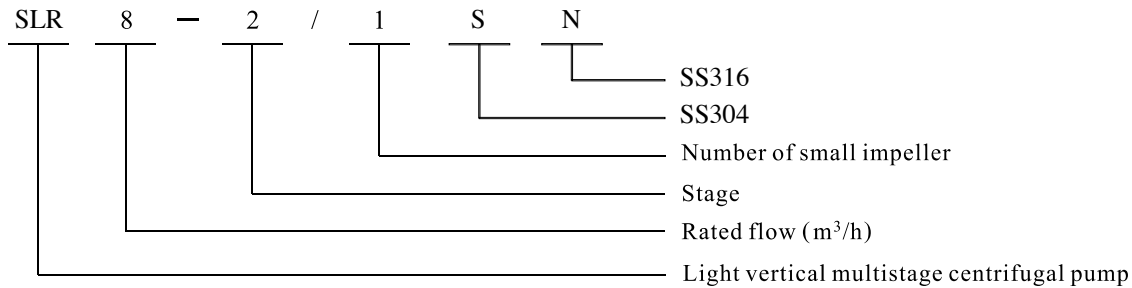 SLR 8 – 2 / 1 S N
SS316
SS304
Number of small impeller
Stage
Rated flow (m³/h)
Light vertical multistage centrifugal pump